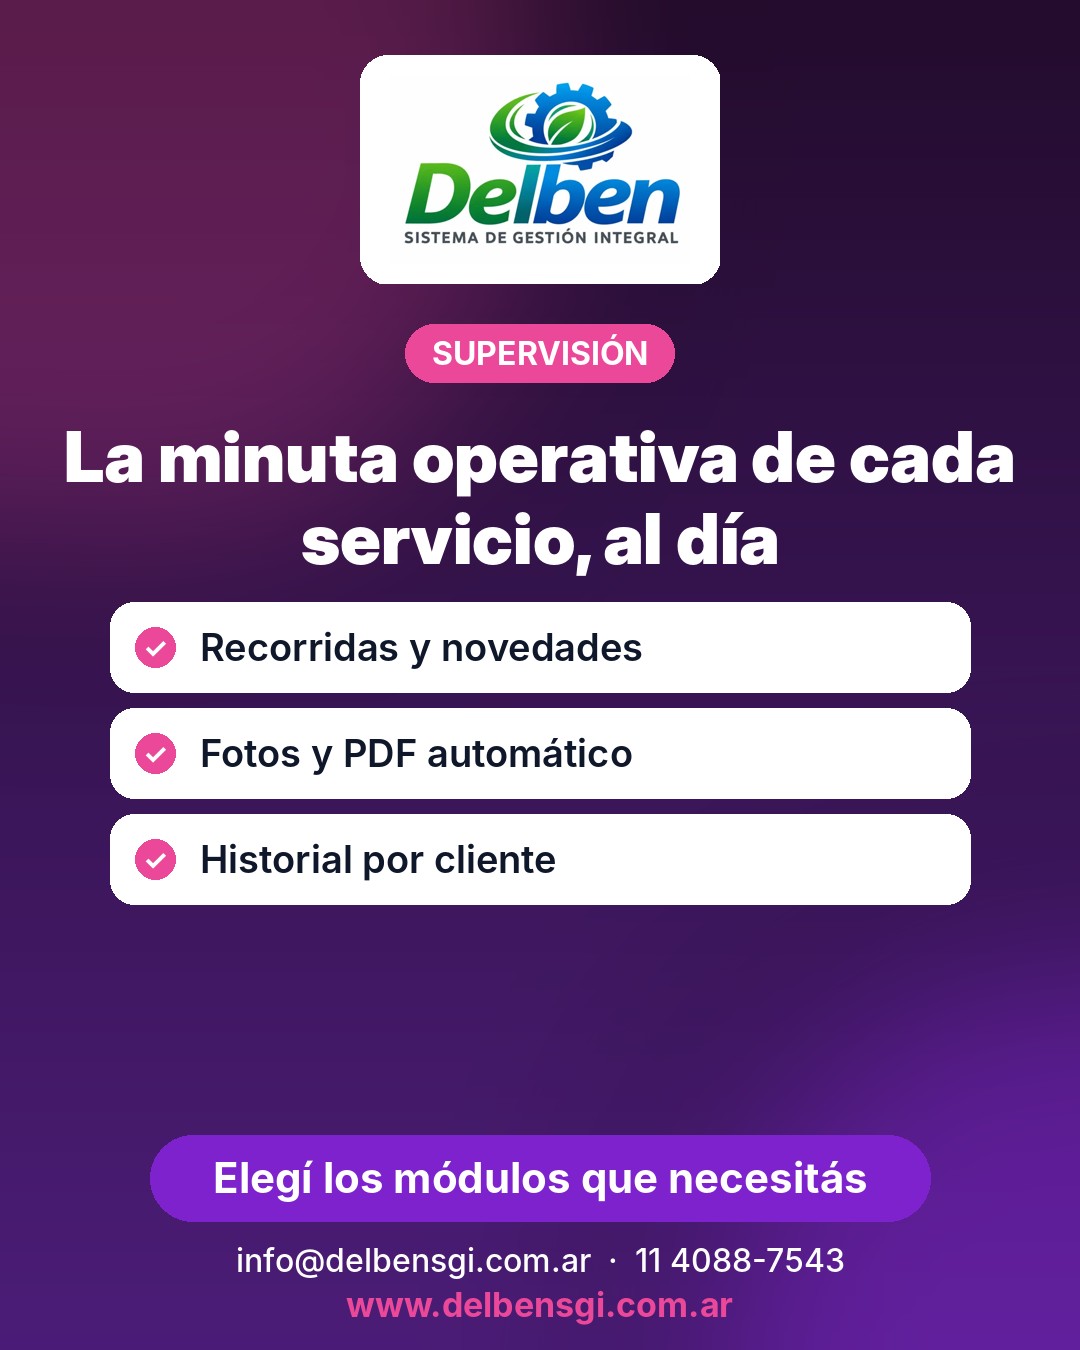 Delben
SISTEMA DE GESTIÓN INTEGRAL
SUPERVISIÓN
La minuta operativa de cada
servicio, al día
Recorridas y novedades
Fotos y PDF automático
Historial por cliente
Elegí los módulos que necesitás
info@delbensgi.com.ar · 11 4088-7543
www.delbensgi.com.ar